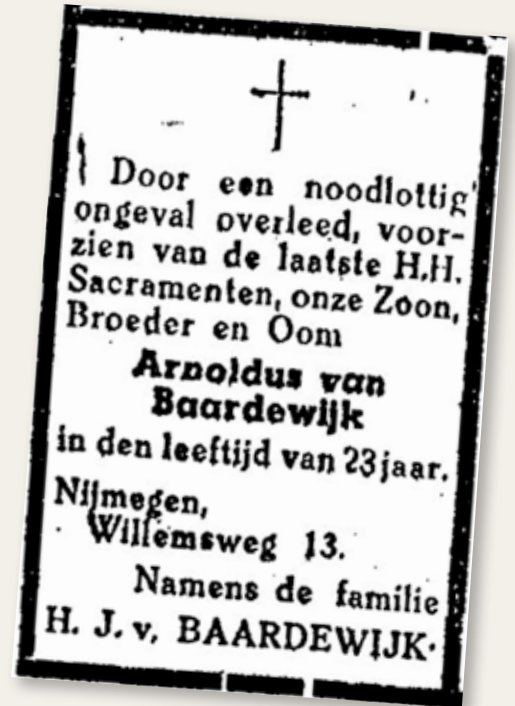 Door een noodlottig
ongeval overleed, voor-
zien van de laatste H.H.
Sacramenten, onze Zoon,
Broeder en Oom
Arnoldus van
Baardewijk
in den leeftijd van 23 jaar.
Nijmegen,
Willemsweg 13.
Namens de familie
H. J. v. BAARDEWIJK.